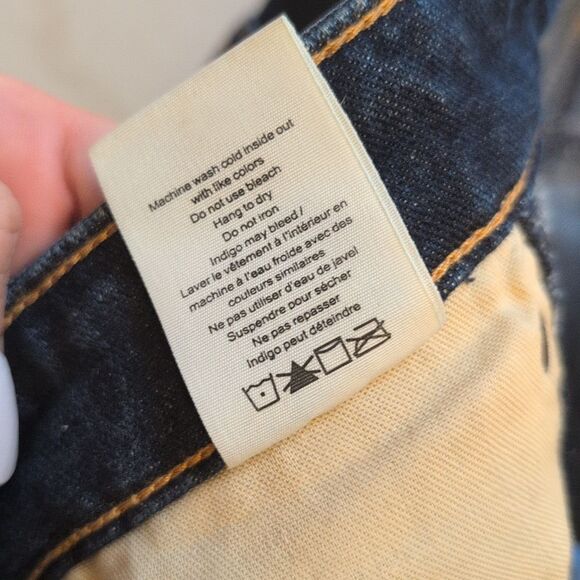 Machine wash cold inside out
with like colors
Do not use bleach
Hang to dry
Do not iron
Indigo may bleed /
Laver le vêtement à l'intérieur en
machine à l'eau froide avec des
couleurs similaires
Ne pas utiliser d'eau de javel
Suspendre pour sécher
Ne pas repasser
Indigo peut déteindre